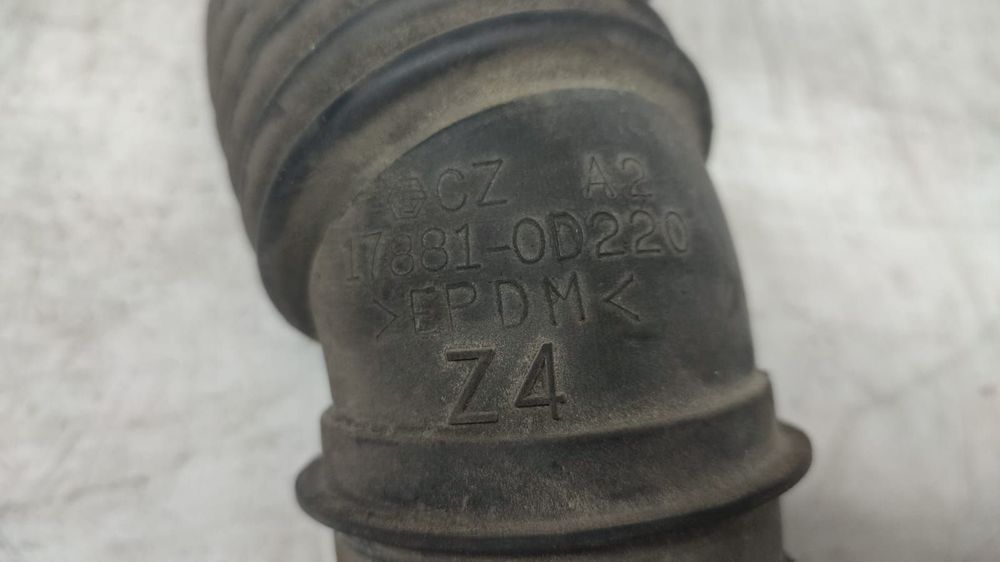 CZ A2
17881-0D220
>EPDM<
Z4